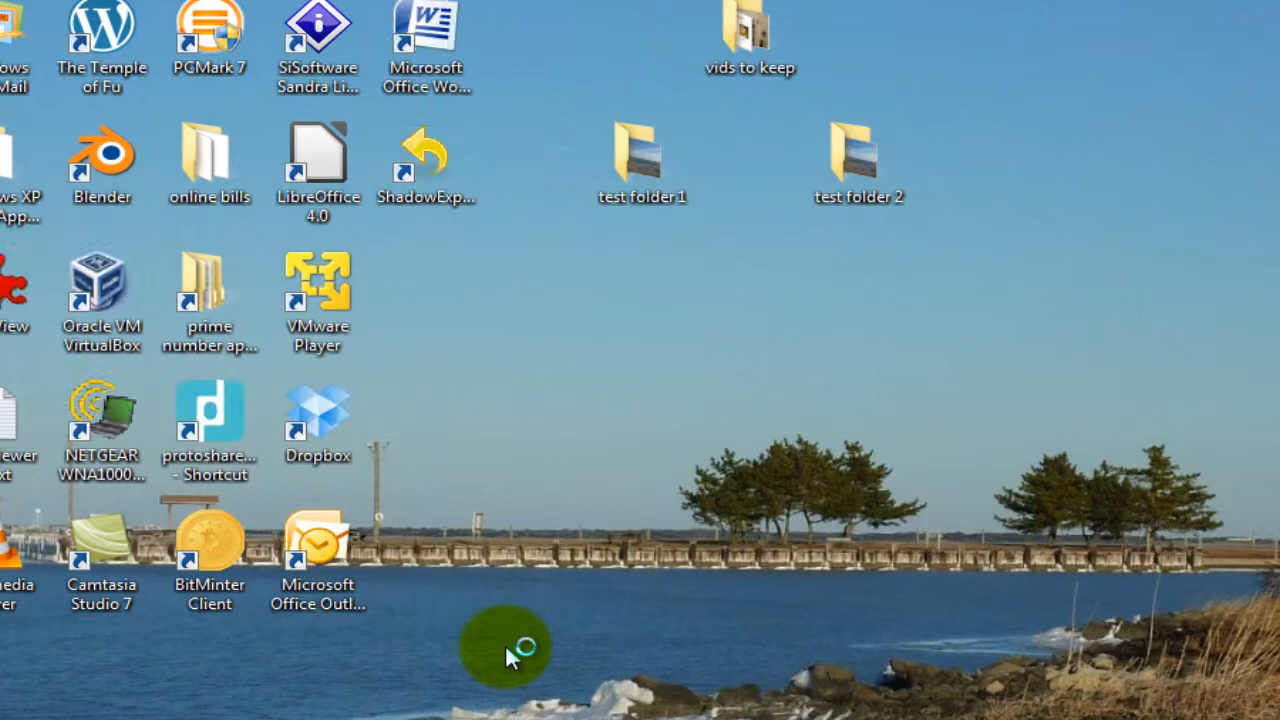 ows
Mail
The Temple
of Fu
PCMark 7
SiSoftware
Sandra Li...
Microsoft
Office Wo...
vids to keep
ws XP
App...
Blender
online bills
LibreOffice
4.0
ShadowExp...
test folder 1
test folder 2
View
Oracle VM
VirtualBox
prime
number ap...
VMware
Player
ewer
xt
NETGEAR
WNA1000...
protoshare...
- Shortcut
Dropbox
media
yer
Camtasia
Studio 7
BitMinter
Client
Microsoft
Office Outl...